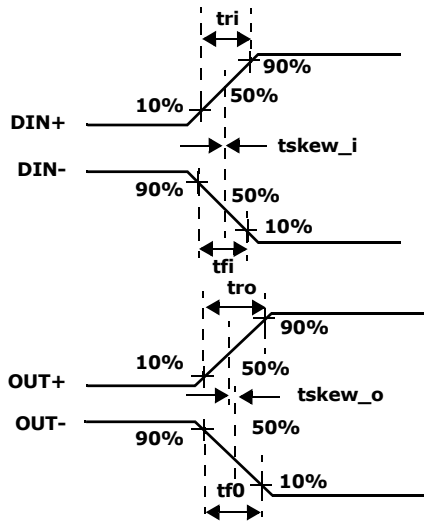 tri
90%
10%
50%
DIN+
tskew_i
DIN-
90%
50%
10%
tfi
tro
90%
10%
50%
OUT+
tskew_o
OUT-
90%
50%
10%
tf0